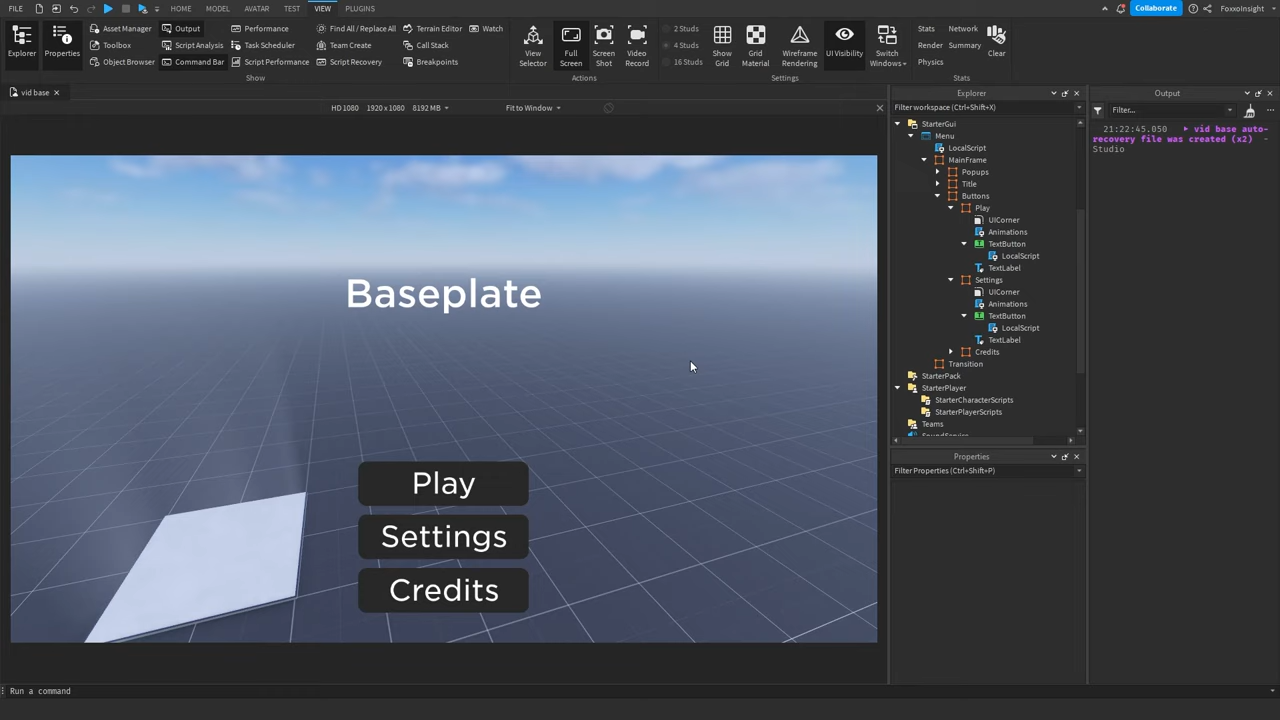 FILE HOME MODEL AVATAR TEST VIEW PLUGINS Collaborate FoxxoInsight
Explorer Properties Asset Manager Toolbox Object Browser Output Script Analysis Command Bar Performance Task Scheduler Script Performance Find All / Replace All Team Create Script Recovery Terrain Editor Call Stack Breakpoints Watch
Show
View Selector Full Screen Screen Shot Video Record
Actions
2 Studs 4 Studs 16 Studs Show Grid Grid Material Wireframe Rendering UI Visibility Switch Windows
Settings
Stats Render Physics Network Summary Clear
Stats
vid base
HD 1080 1920 x 1080 8192 MB Fit to Window
Baseplate
Play
Settings
Credits
Explorer
Filter workspace (Ctrl+Shift+X)
StarterGui
Menu
LocalScript
MainFrame
Popups
Title
Buttons
Play
UICorner
Animations
TextButton
LocalScript
TextLabel
Settings
UICorner
Animations
TextButton
LocalScript
TextLabel
Credits
Transition
StarterPack
StarterPlayer
StarterCharacterScripts
StarterPlayerScripts
Teams
SoundService
Properties
Filter Properties (Ctrl+Shift+P)
Output
Filter...
21:22:45.050 vid base auto-
recovery file was created (x2) -
Studio
Run a command